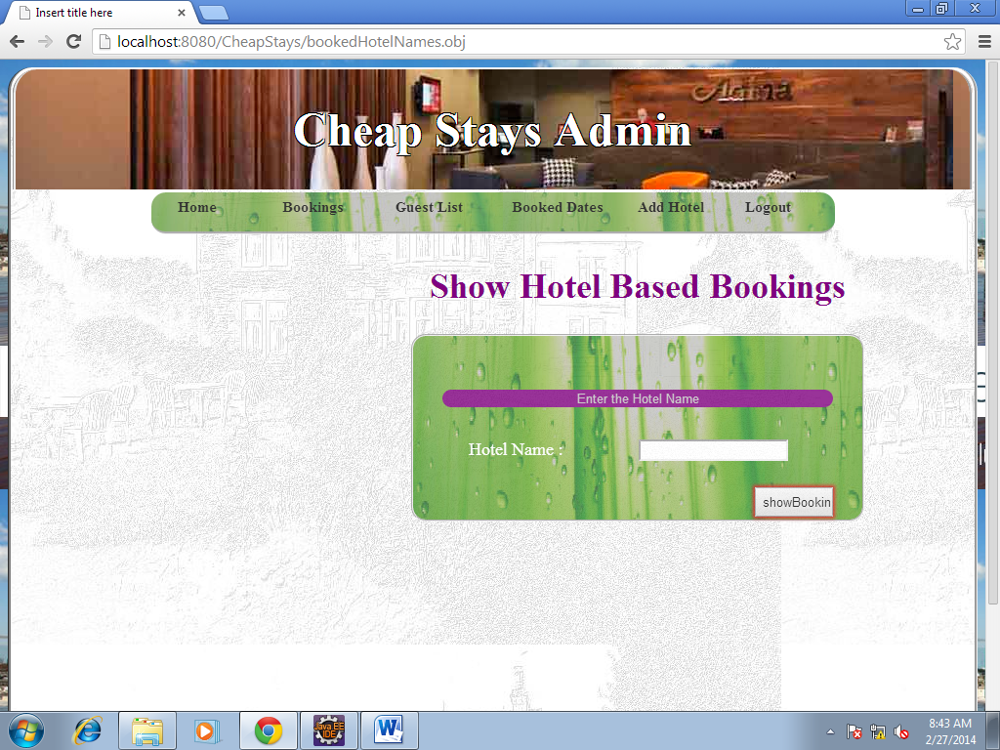 Insert title here
localhost:8080/CheapStays/bookedHotelNames.obj
Adina
Cheap Stays Admin
Home Bookings Guest List Booked Dates Add Hotel Logout
Show Hotel Based Bookings
Enter the Hotel Name
Hotel Name :
showBookin
Java EE
IDE
W
8:43 AM
2/27/2014